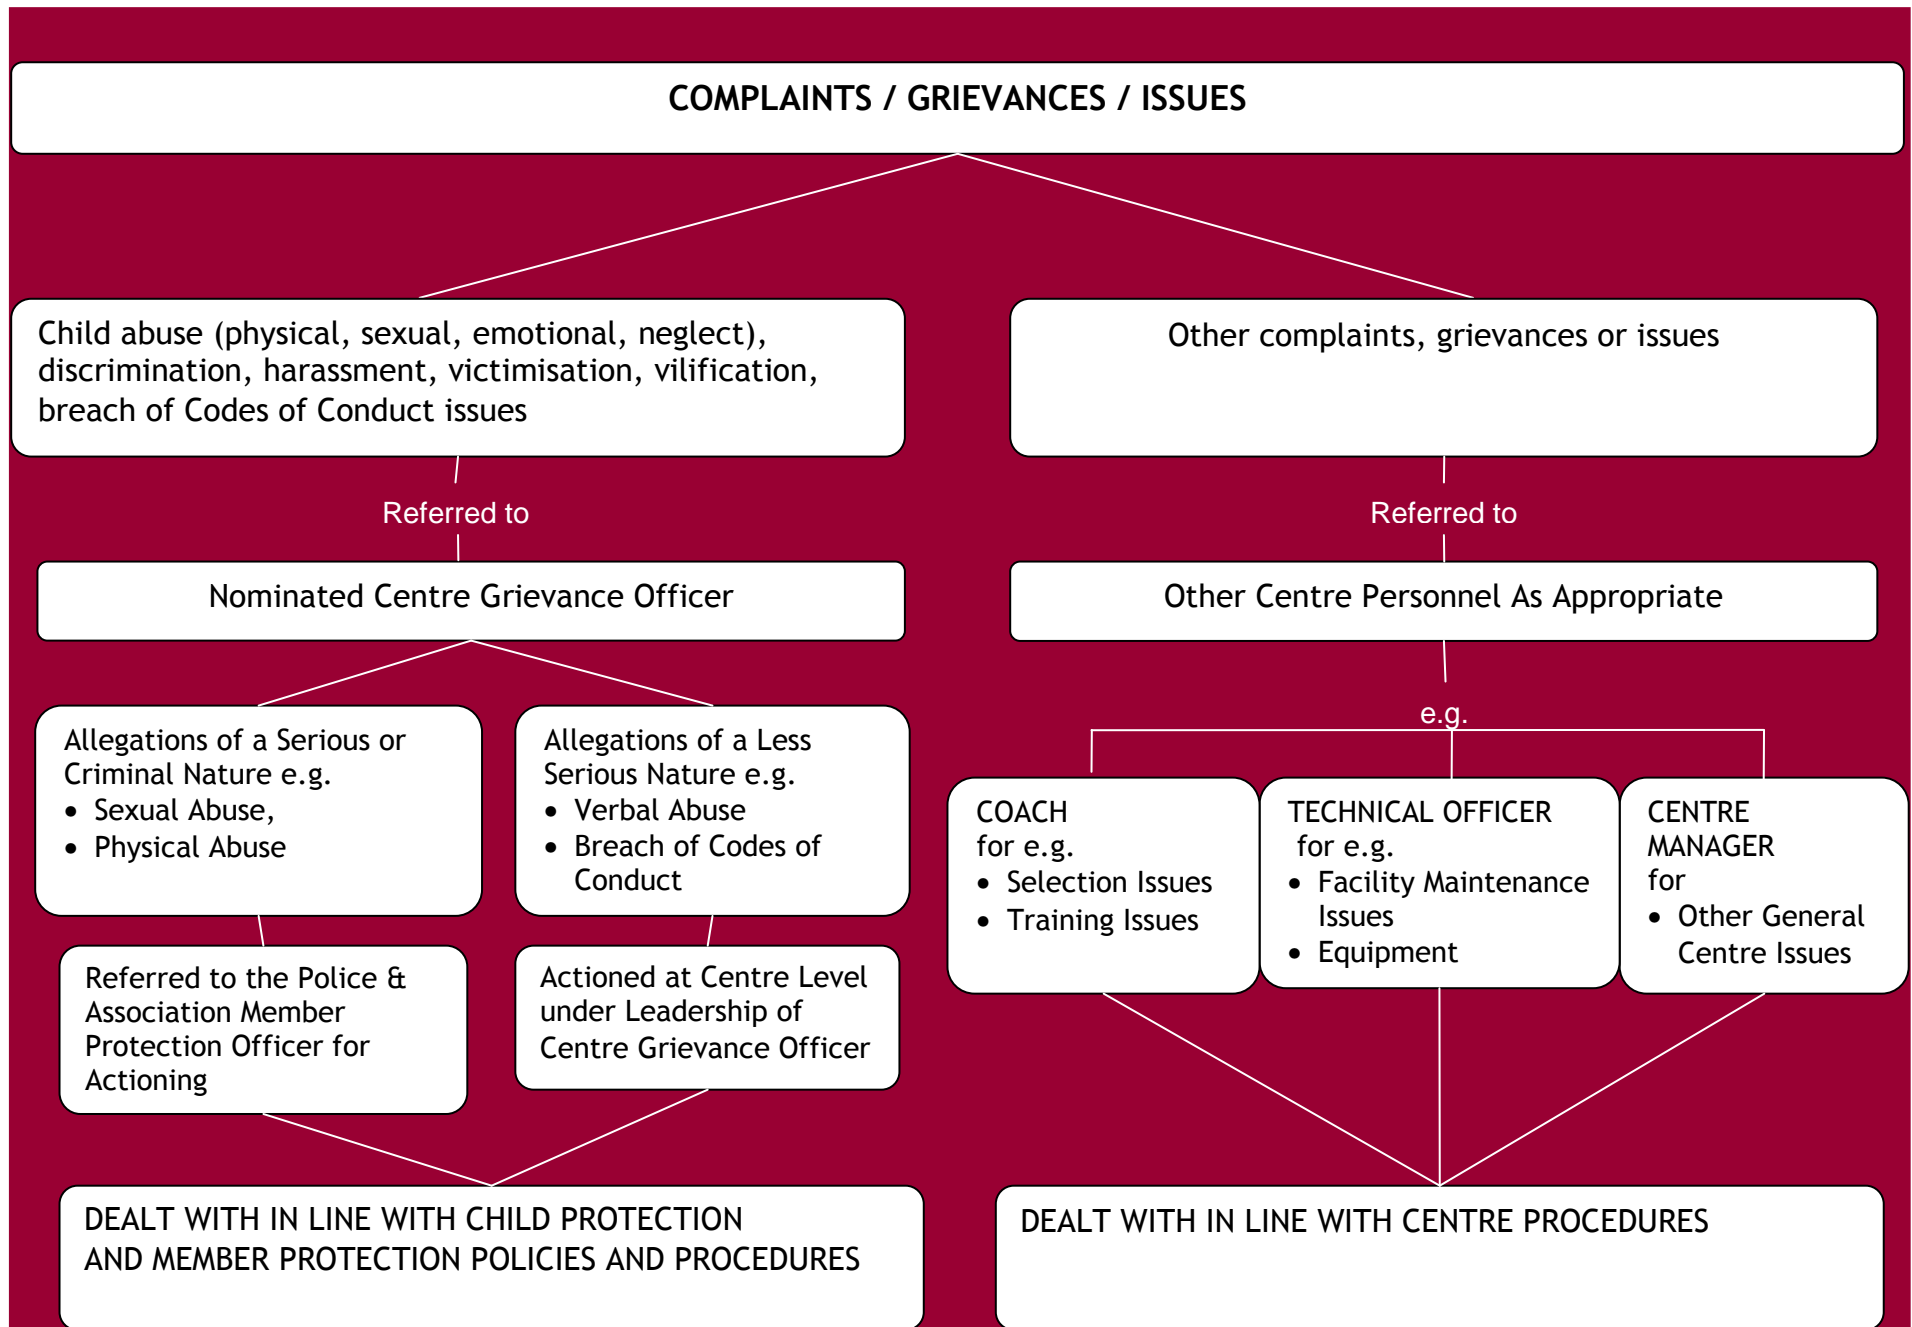 COMPLAINTS / GRIEVANCES / ISSUES
Child abuse (physical, sexual, emotional, neglect),
discrimination, harassment, victimisation, vilification,
breach of Codes of Conduct issues
Other complaints, grievances or issues
Referred to
Referred to
Nominated Centre Grievance Officer
Other Centre Personnel As Appropriate
Allegations of a Serious or
Criminal Nature e.g.
• Sexual Abuse,
• Physical Abuse
Allegations of a Less
Serious Nature e.g.
• Verbal Abuse
• Breach of Codes of
Conduct
e.g.
COACH
for e.g.
• Selection Issues
• Training Issues
TECHNICAL OFFICER
for e.g.
• Facility Maintenance
Issues
• Equipment
CENTRE
MANAGER
for
• Other General
Centre Issues
Referred to the Police &
Association Member
Protection Officer for
Actioning
Actioned at Centre Level
under Leadership of
Centre Grievance Officer
DEALT WITH IN LINE WITH CHILD PROTECTION
AND MEMBER PROTECTION POLICIES AND PROCEDURES
DEALT WITH IN LINE WITH CENTRE PROCEDURES